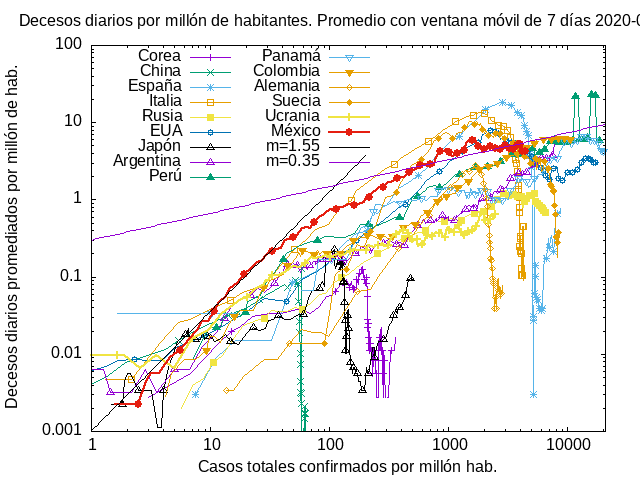 Decesos diarios por millón de habitantes. Promedio con ventana móvil de 7 días 2020-0
Decesos diarios promediados por millón de hab.
100
10
1
0.1
0.01
0.001
Corea
China
España
Italia
Rusia
EUA
Japón
Argentina
Perú
Panamá
Colombia
Alemania
Suecia
Ucrania
México
m=1.55
m=0.35
1
10
100
1000
10000
Casos totales confirmados por millón hab.